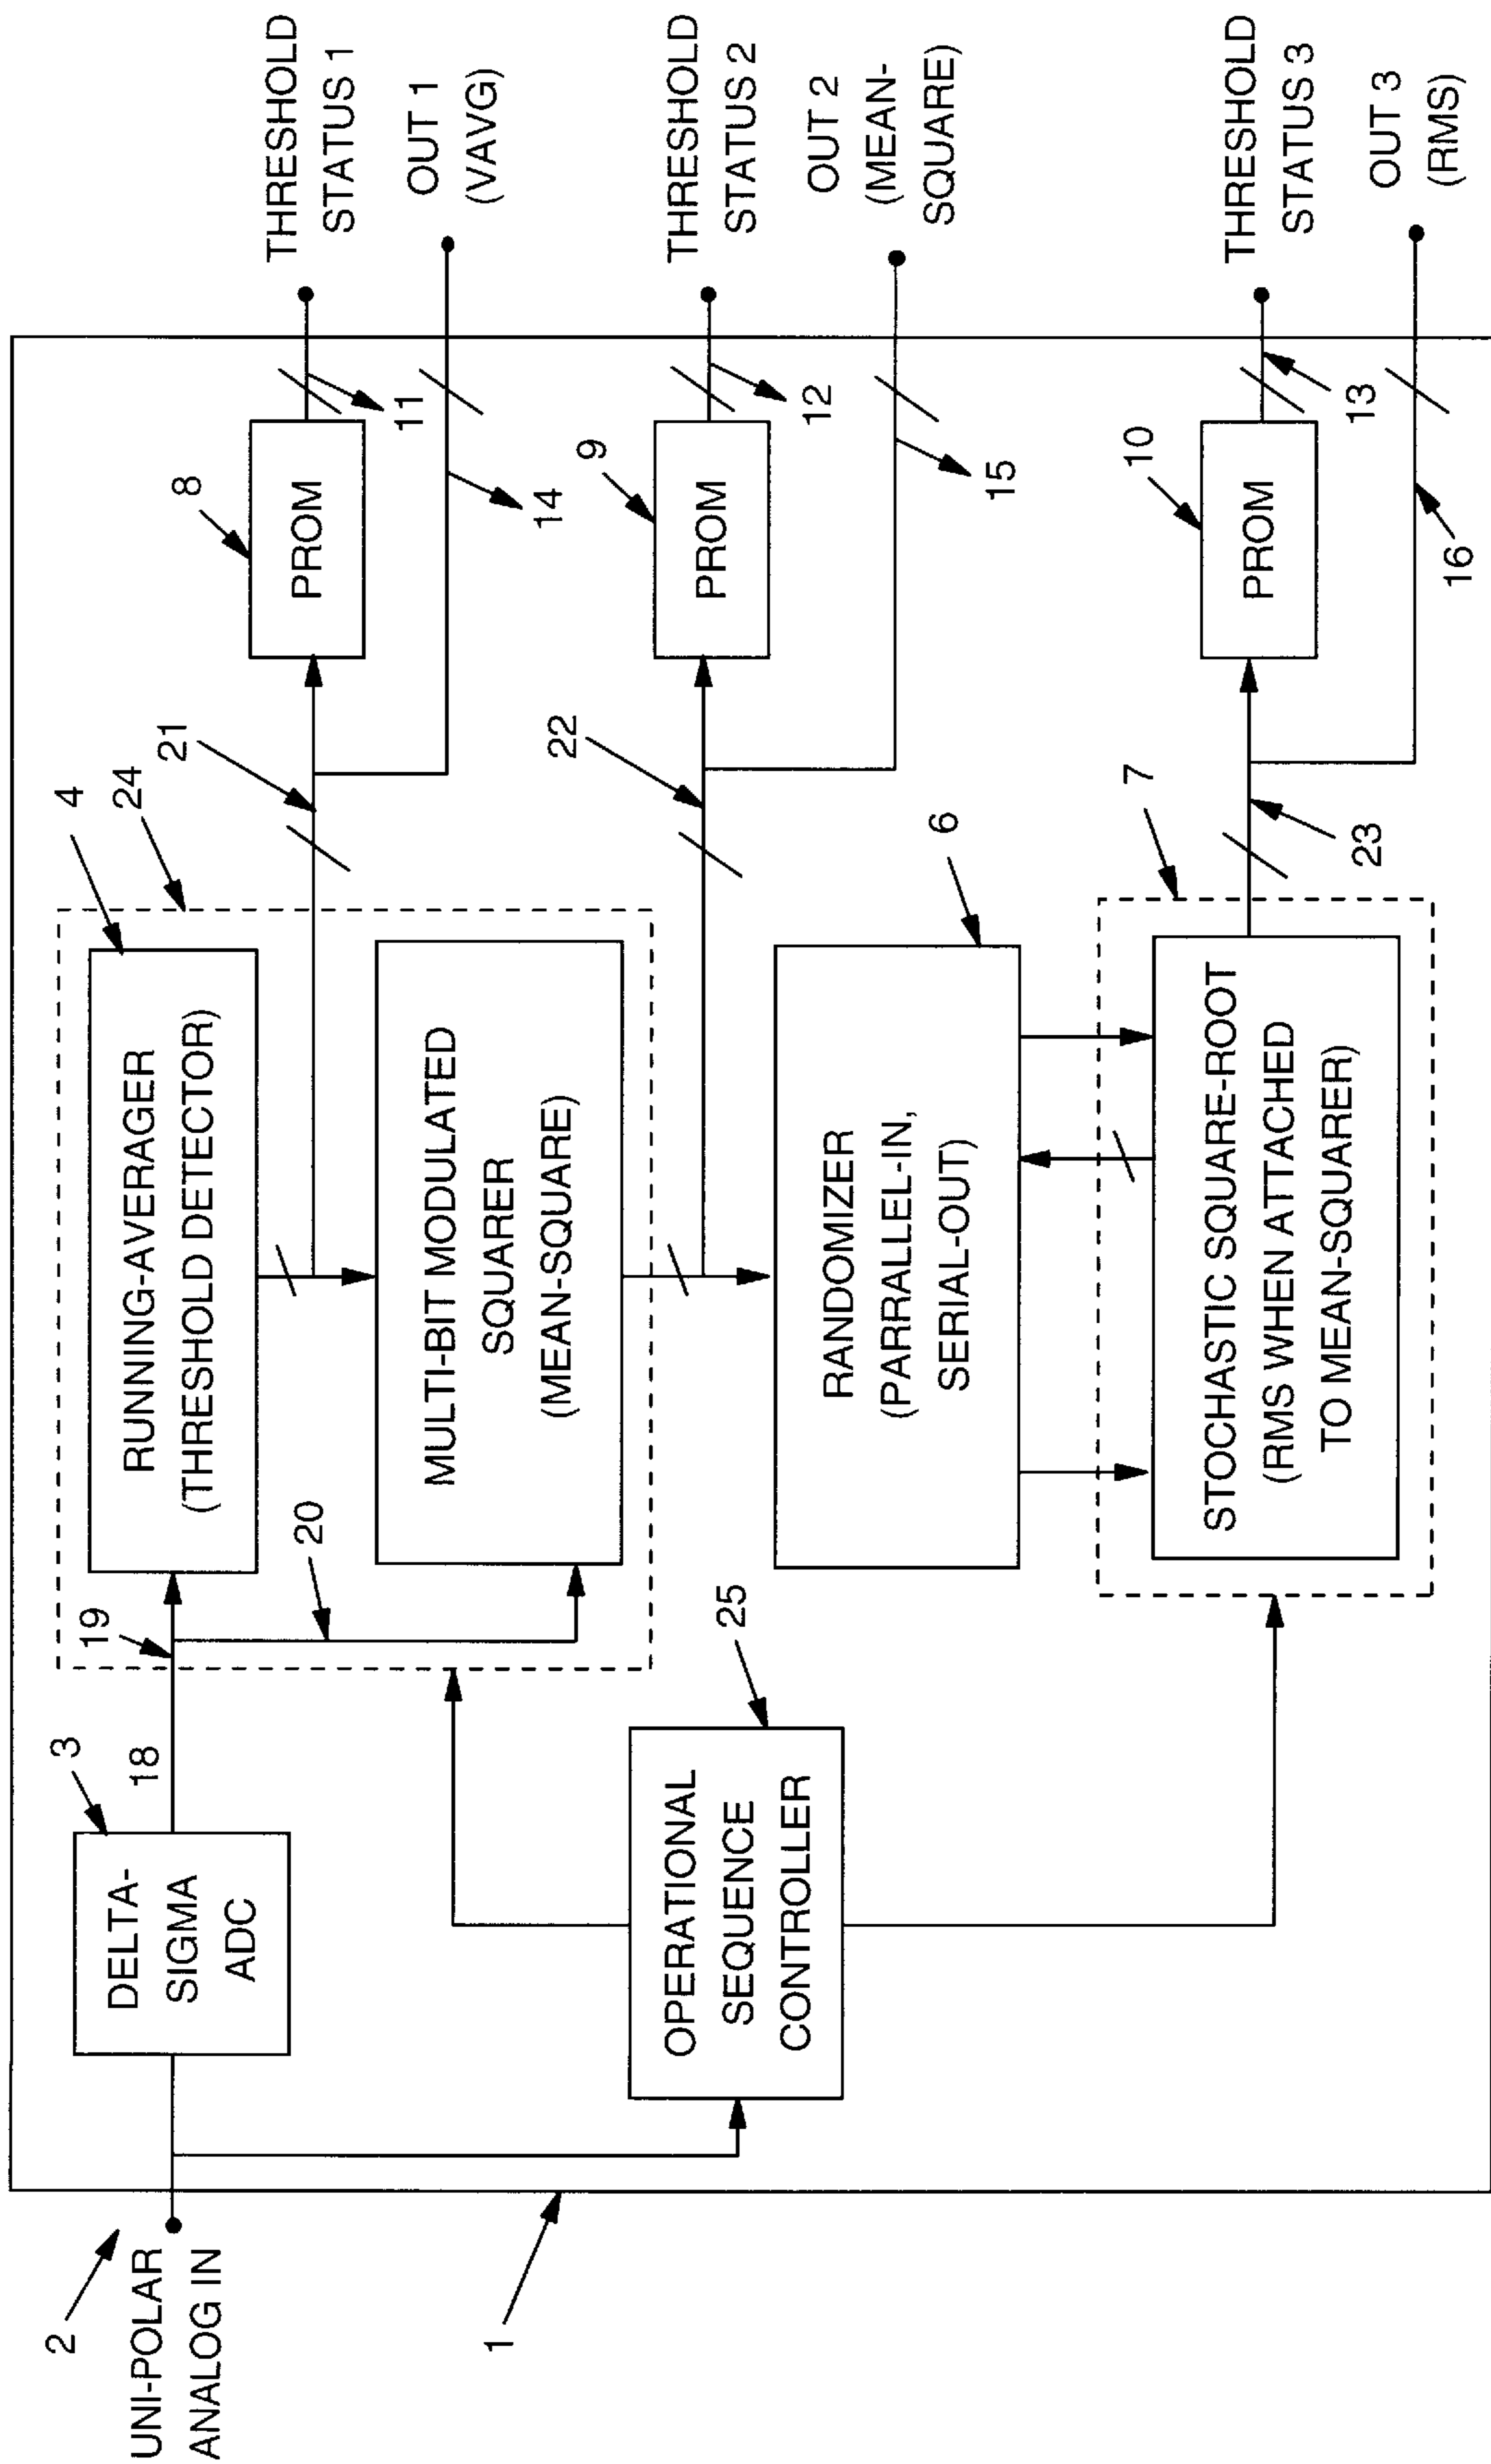 2
UNI-POLAR
ANALOG IN
1
3
DELTA-
SIGMA
ADC
18
19
20
OPERATIONAL
SEQUENCE
CONTROLLER
25
4
24
RUNNING-AVERAGER
(THRESHOLD DETECTOR)
MULTI-BIT MODULATED
SQUARER
(MEAN-SQUARE)
RANDOMIZER
(PARRALLEL-IN,
SERIAL-OUT)
6
7
STOCHASTIC SQUARE-ROOT
(RMS WHEN ATTACHED
TO MEAN-SQUARER)
21
22
23
8
PROM
11
14
9
PROM
12
15
10
PROM
13
16
THRESHOLD
STATUS 1
OUT 1
(VAVG)
THRESHOLD
STATUS 2
OUT 2
(MEAN-
SQUARE)
THRESHOLD
STATUS 3
OUT 3
(RMS)